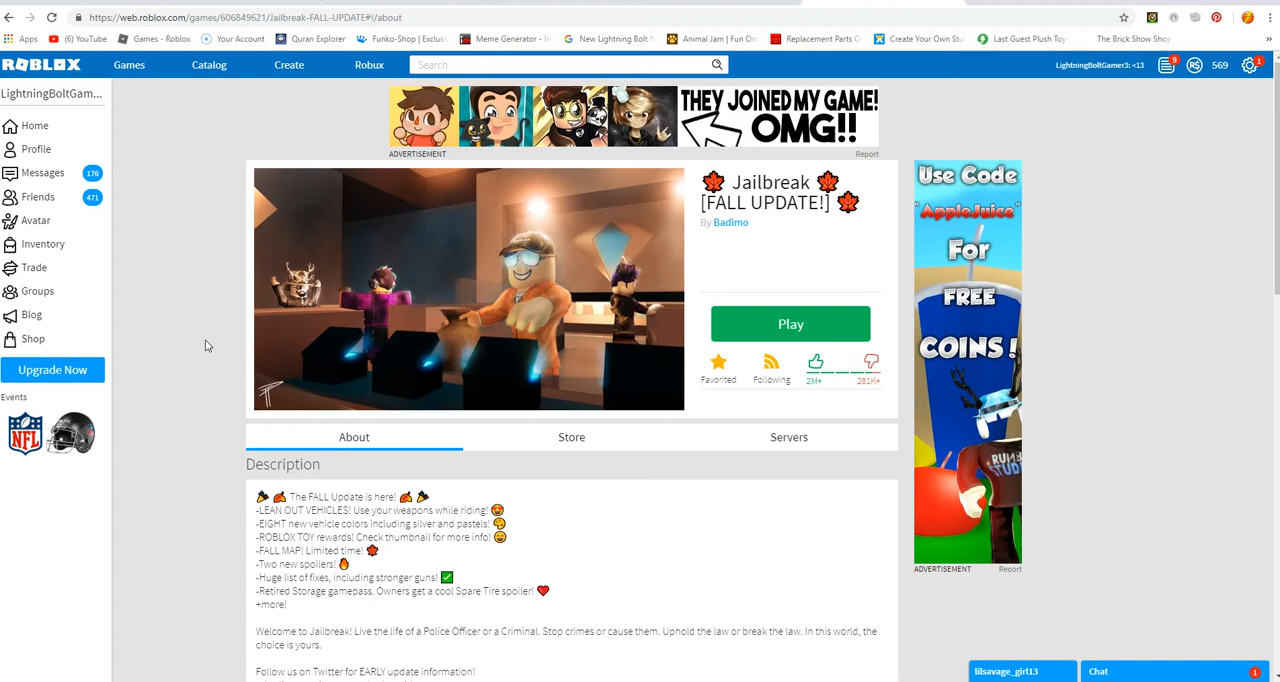 https://web.roblox.com/games/606849621/Jailbreak-FALL-UPDATE#!/about
Apps
(6) YouTube
Games - Roblox
Your Account
Quran Explorer
Funko-Shop | Exclus
Meme Generator - In
New Lightning Bolt N
Animal Jam | Fun On
Replacement Parts O
Create Your Own Stu
Last Guest Plush Toy
The Brick Show Shop
»
ROBLOX
Games
Catalog
Create
Robux
Search
LightningBoltGamer3: <13
9
R$
569
1
LightningBoltGam...
Home
Profile
Messages 176
Friends 471
Avatar
Inventory
Trade
Groups
Blog
Shop
Upgrade Now
Events
NFL
THEY JOINED MY GAME!
OMG!!
ADVERTISEMENT
Report
🍁 Jailbreak 🍁
[FALL UPDATE!] 🍁
By Badimo
Play
Favorited
Following
2M+
281K+
About
Store
Servers
Description
🎉 🍂 The FALL Update is here! 🍂 🎉
-LEAN OUT VEHICLES! Use your weapons while riding! 🤩
-EIGHT new vehicle colors including silver and pastels! 🎨
-ROBLOX TOY rewards! Check thumbnail for more info! 😄
-FALL MAP! Limited time! 🍁
-Two new spoilers! 🔥
-Huge list of fixes, including stronger guns! ✅
-Retired Storage gamepass. Owners get a cool Spare Tire spoiler! ❤️
+more!
Welcome to Jailbreak! Live the life of a Police Officer or a Criminal. Stop crimes or cause them. Uphold the law or break the law. In this world, the
choice is yours.
Follow us on Twitter for EARLY update information!
Use Code
"AppleJuice"
For
FREE
COINS !
RUMB
STUD
ADVERTISEMENT
Report
lilsavage_girl13
Chat
1